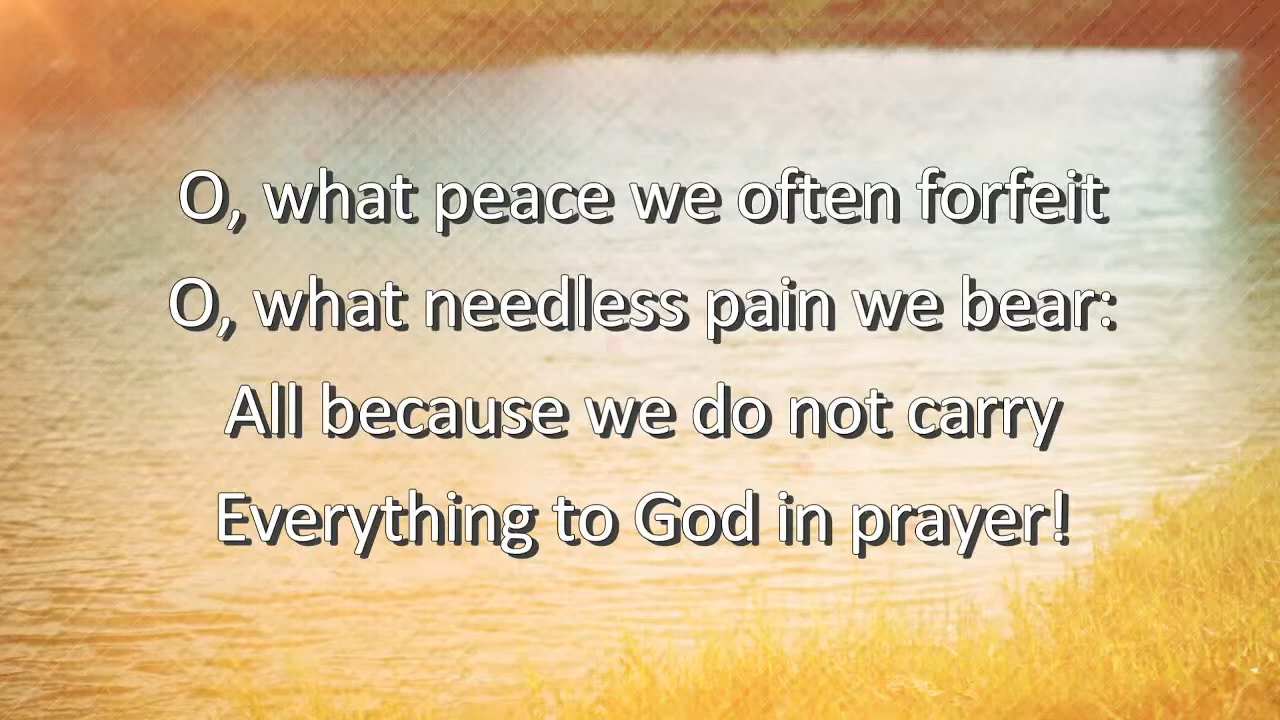 O, what peace we often forfeit
O, what needless pain we bear:
All because we do not carry
Everything to God in prayer!